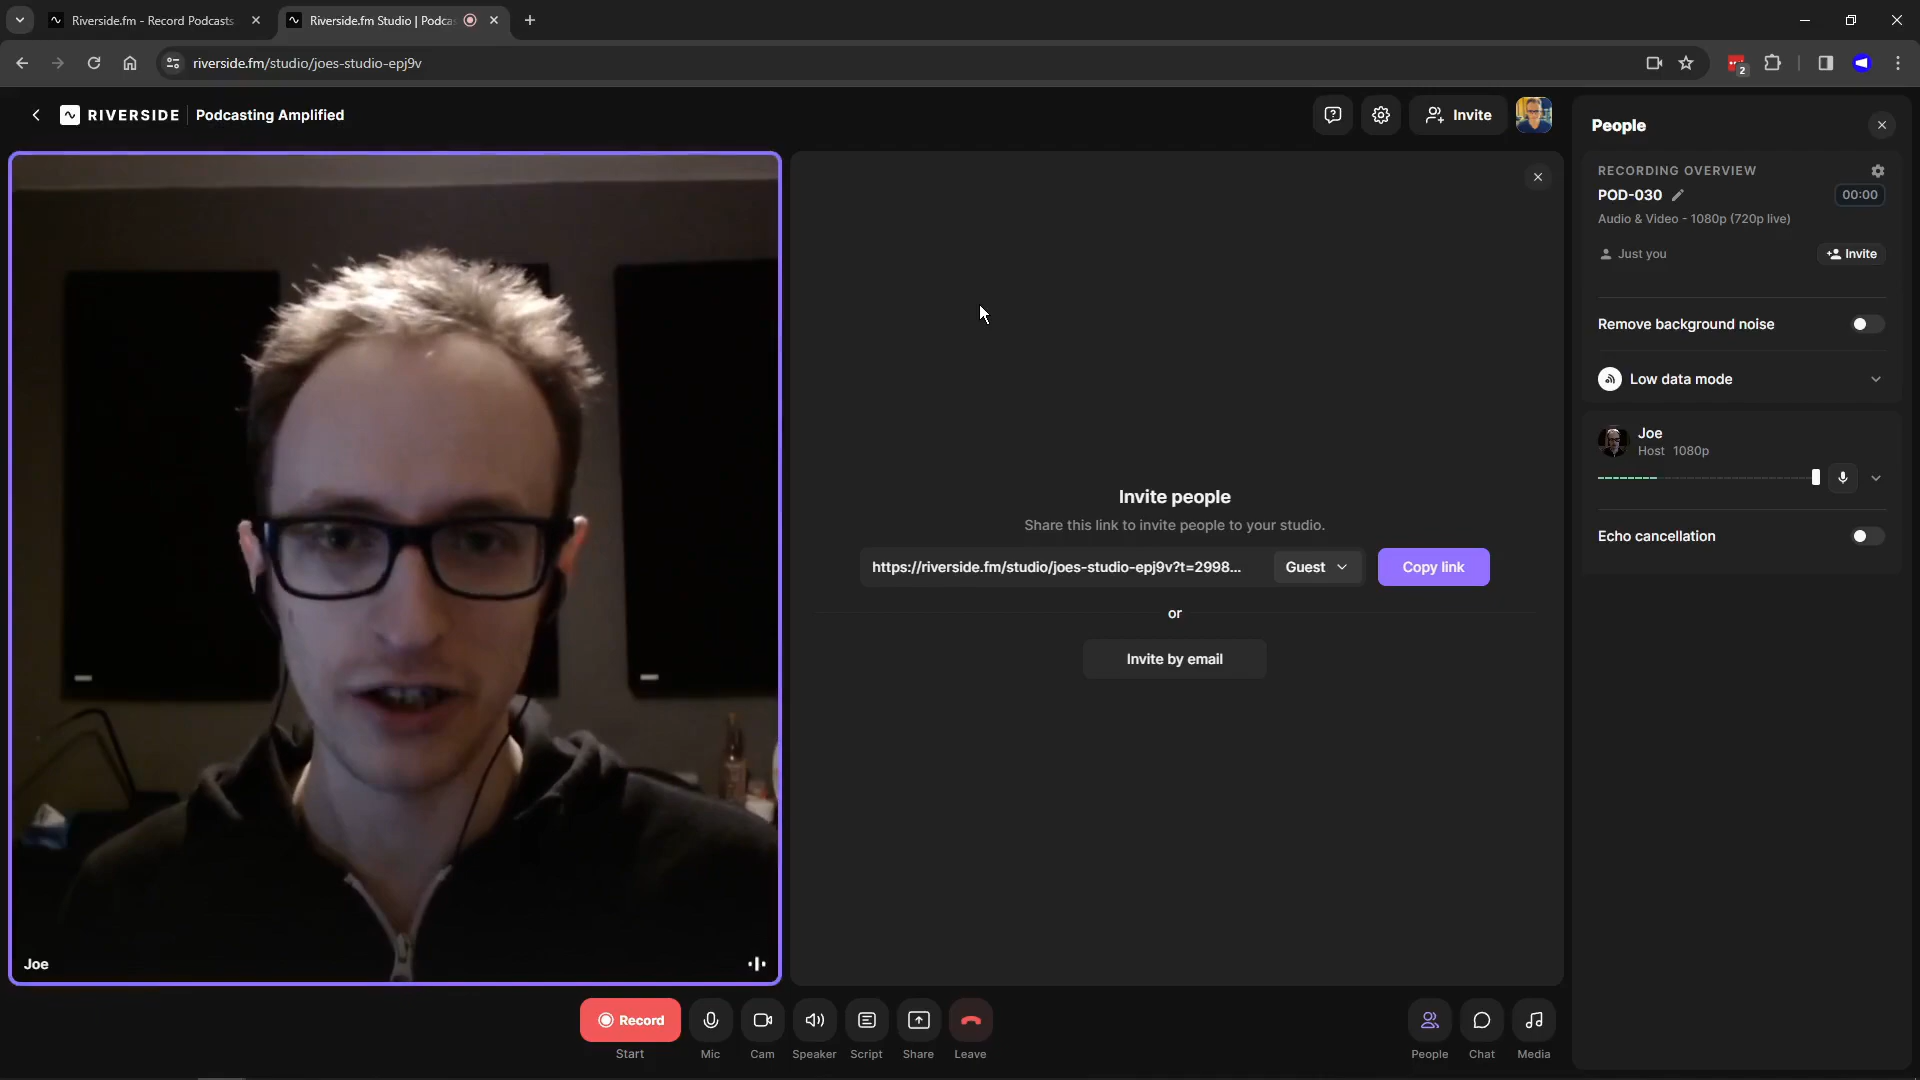 Riverside.fm - Record Podcasts
Riverside.fm Studio | Podca
riverside.fm/studio/joes-studio-epj9v
2
RIVERSIDE
Podcasting Amplified
Invite
People
RECORDING OVERVIEW
POD-030
00:00
Audio & Video - 1080p (720p live)
Just you
Invite
Remove background noise
Low data mode
Joe
Host 1080p
Echo cancellation
Invite people
Share this link to invite people to your studio.
https://riverside.fm/studio/joes-studio-epj9v?t=2998...
Guest
Copy link
or
Invite by email
Joe
Record
Start
Mic
Cam
Speaker
Script
Share
Leave
People
Chat
Media